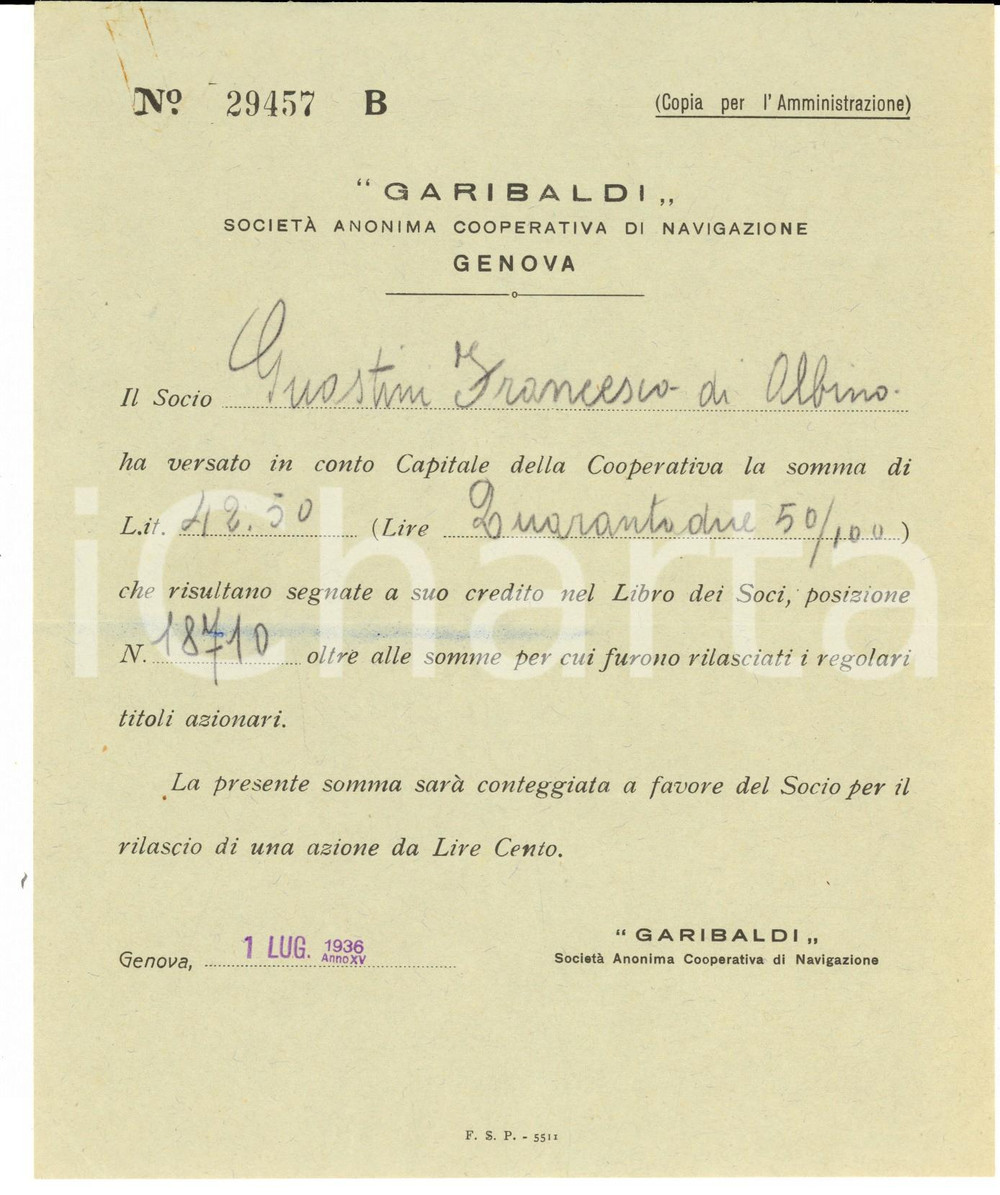 Nº 29457 B
(Copia per l'Amministrazione)
“ GARIBALDI „
SOCIETÀ ANONIMA COOPERATIVA DI NAVIGAZIONE
GENOVA
Il Socio Guastini Francesco di Albino.
ha versato in conto Capitale della Cooperativa la somma di
L.it. 42.50 (Lire Quarantadue 50/100)
che risultano segnate a suo credito nel Libro dei Soci, posizione
N. 18710 oltre alle somme per cui furono rilasciati i regolari
titoli azionari.
La presente somma sarà conteggiata a favore del Socio per il
rilascio di una azione da Lire Cento.
Genova, 1 LUG. 1936
Anno XV
“ GARIBALDI „
Società Anonima Cooperativa di Navigazione
F. S. P. - 5511
iCharta